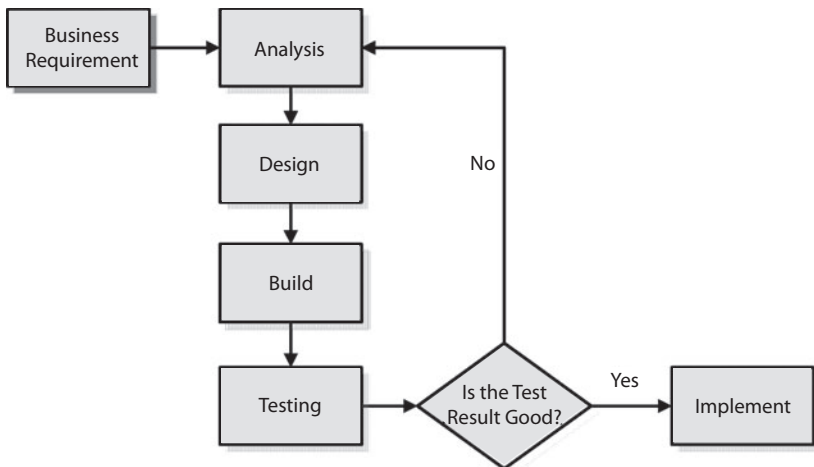 Business
Requirement
Analysis
Design
No
Build
Testing
Is the Test
Result Good?
Yes
Implement